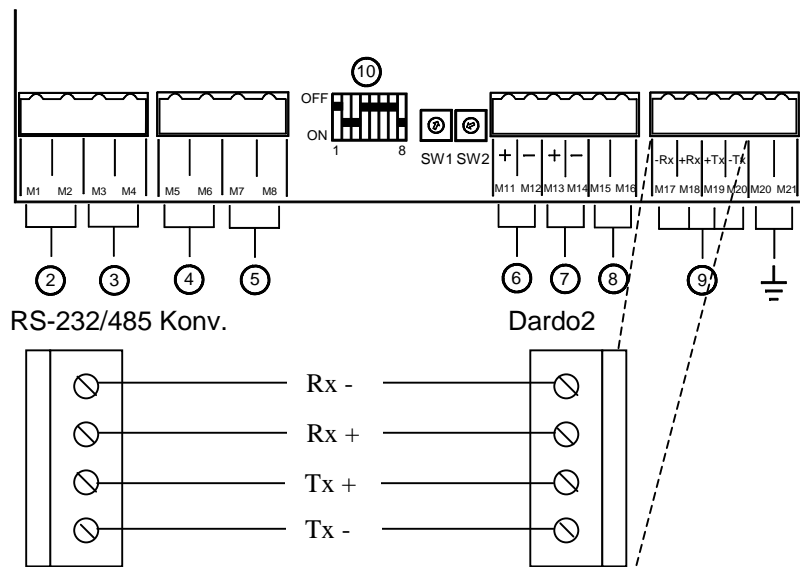 10
OFF
ON
1 8
SW1 SW2
+ − + −
-Rx +Rx +Tx -Tx
M1 M2 M3 M4 M5 M6 M7 M8 M11 M12 M13 M14 M15 M16 M17 M18 M19 M20 M20 M21
2 3 4 5 6 7 8 9
RS-232/485 Konv. Dardo2
Rx -
Rx +
Tx +
Tx -